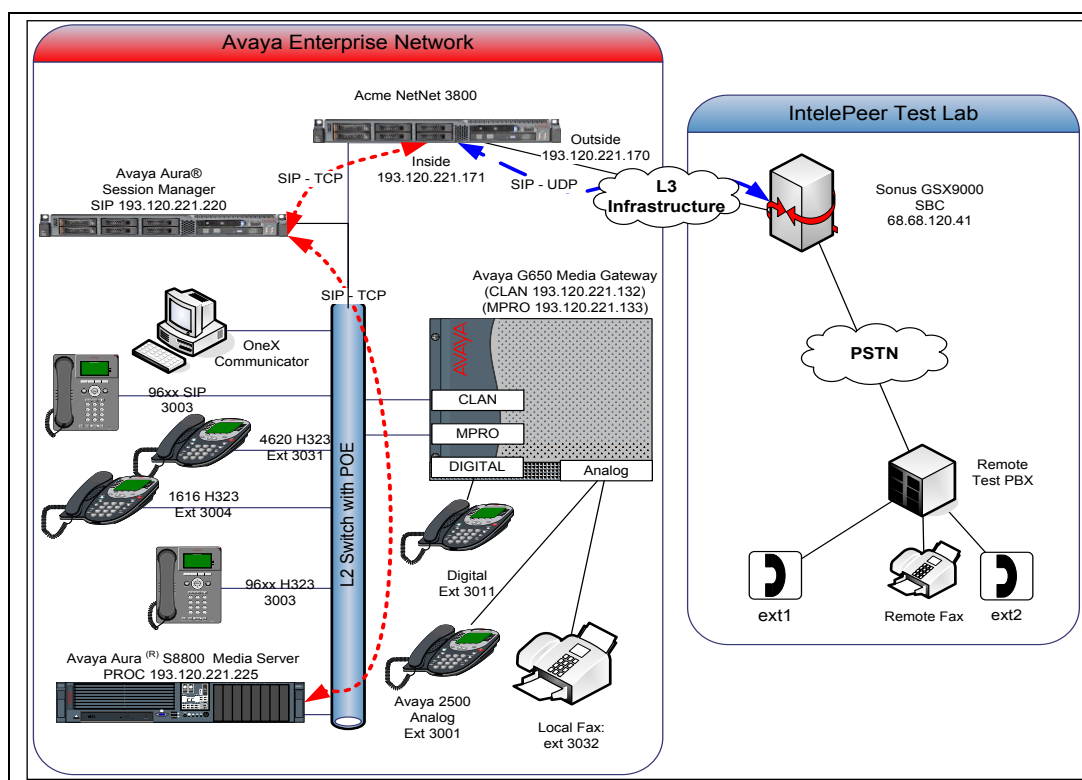 Avaya Enterprise Network
Acme NetNet 3800
Outside
193.120.221.170
Inside
193.120.221.171
SIP - TCP
SIP - UDP
Avaya Aura®
Session Manager
SIP 193.120.221.220
L3
Infrastructure
IntelePeer Test Lab
Sonus GSX9000
SBC
68.68.120.41
SIP - TCP
Avaya G650 Media Gateway
(CLAN 193.120.221.132)
(MPRO 193.120.221.133)
AVAYA
CLAN
MPRO
DIGITAL
Analog
OneX
Communicator
96xx SIP
3003
4620 H323
Ext 3031
1616 H323
Ext 3004
96xx H323
3003
L2 Switch with POE
Avaya Aura (R) S8800 Media Server
PROC 193.120.221.225
Digital
Ext 3011
Avaya 2500
Analog
Ext 3001
Local Fax:
ext 3032
PSTN
Remote
Test PBX
ext1
Remote Fax
ext2